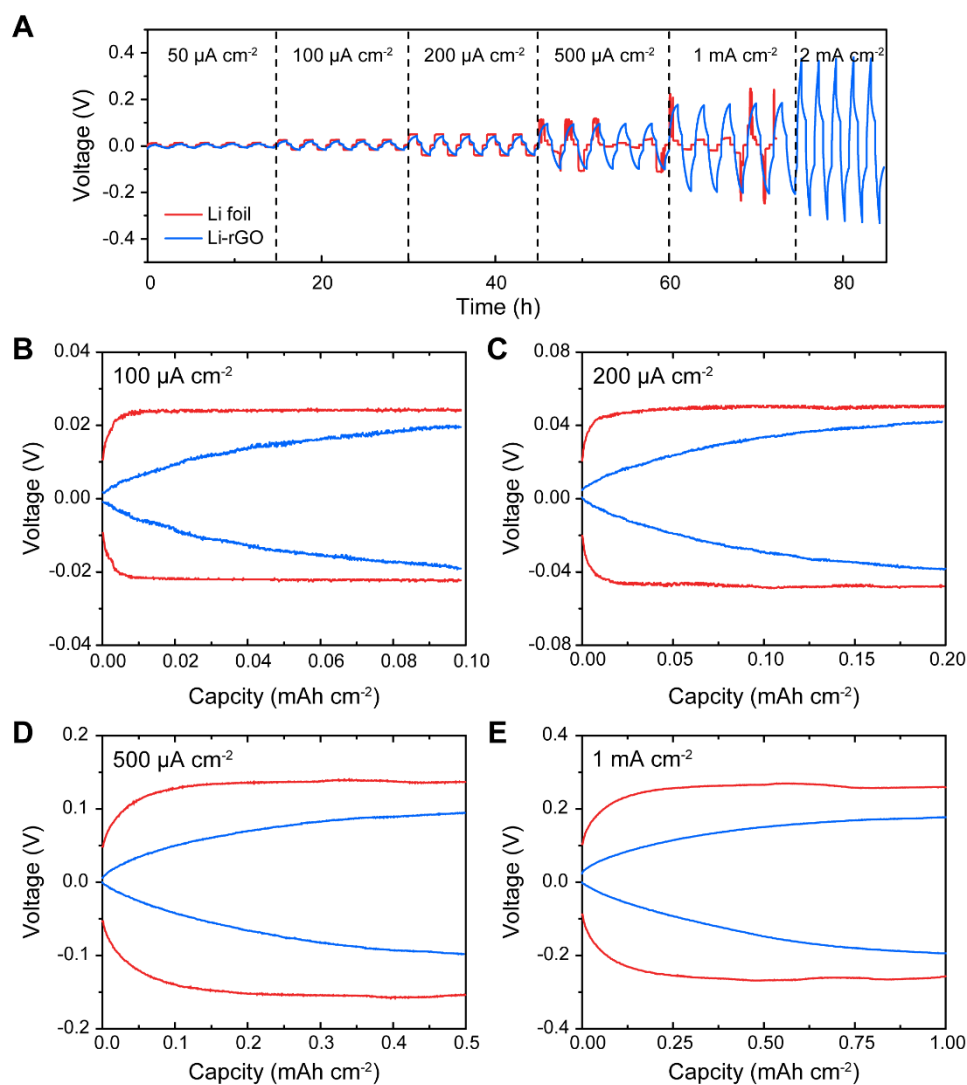 A
50 µA cm-2 100 µA cm-2 200 µA cm-2 500 µA cm-2 1 mA cm-2 2 mA cm-2
0.4
0.2
0.0
-0.2
-0.4
Voltage (V)
Li foil
Li-rGO
0 20 40 60 80
Time (h)
B
100 µA cm-2
0.04
0.02
0.00
-0.02
-0.04
Voltage (V)
0.00 0.02 0.04 0.06 0.08 0.10
Capcity (mAh cm-2)
C
200 µA cm-2
0.08
0.04
0.00
-0.04
-0.08
Voltage (V)
0.00 0.05 0.10 0.15 0.20
Capcity (mAh cm-2)
D
500 µA cm-2
0.2
0.1
0.0
-0.1
-0.2
Voltage (V)
0.0 0.1 0.2 0.3 0.4 0.5
Capcity (mAh cm-2)
E
1 mA cm-2
0.4
0.2
0.0
-0.2
-0.4
Voltage (V)
0.00 0.25 0.50 0.75 1.00
Capcity (mAh cm-2)